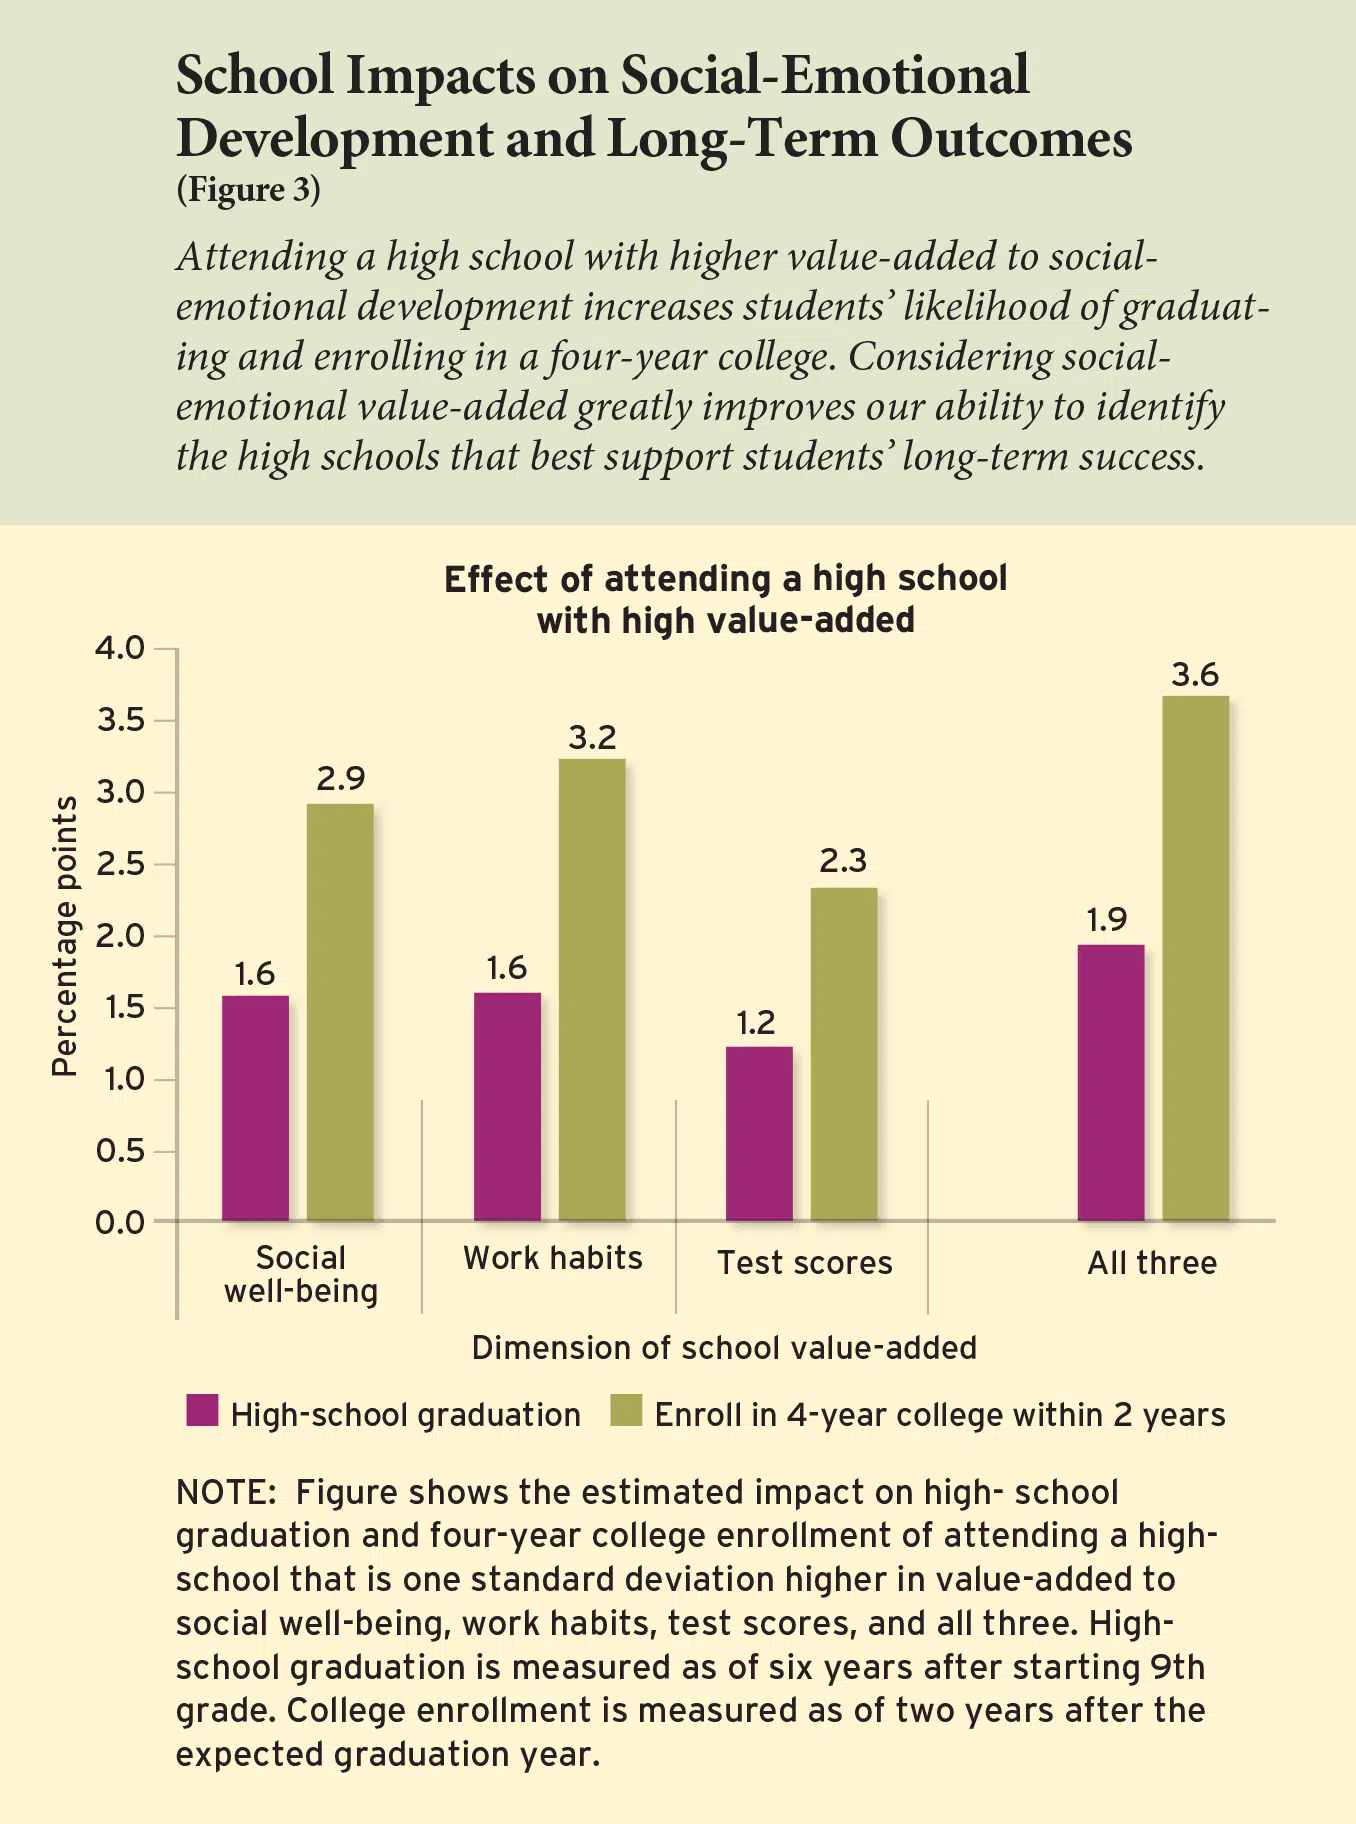 School Impacts on Social-Emotional
Development and Long-Term Outcomes
(Figure 3)
Attending a high school with higher value-added to social-
emotional development increases students’ likelihood of graduat-
ing and enrolling in a four-year college. Considering social-
emotional value-added greatly improves our ability to identify
the high schools that best support students’ long-term success.
Effect of attending a high school
with high value-added
Percentage points
4.0
3.5
3.0
2.5
2.0
1.5
1.0
0.5
0.0
1.6
2.9
1.6
3.2
1.2
2.3
1.9
3.6
Social
well-being
Work habits
Test scores
All three
Dimension of school value-added
High-school graduation
Enroll in 4-year college within 2 years
NOTE: Figure shows the estimated impact on high- school
graduation and four-year college enrollment of attending a high-
school that is one standard deviation higher in value-added to
social well-being, work habits, test scores, and all three. High-
school graduation is measured as of six years after starting 9th
grade. College enrollment is measured as of two years after the
expected graduation year.